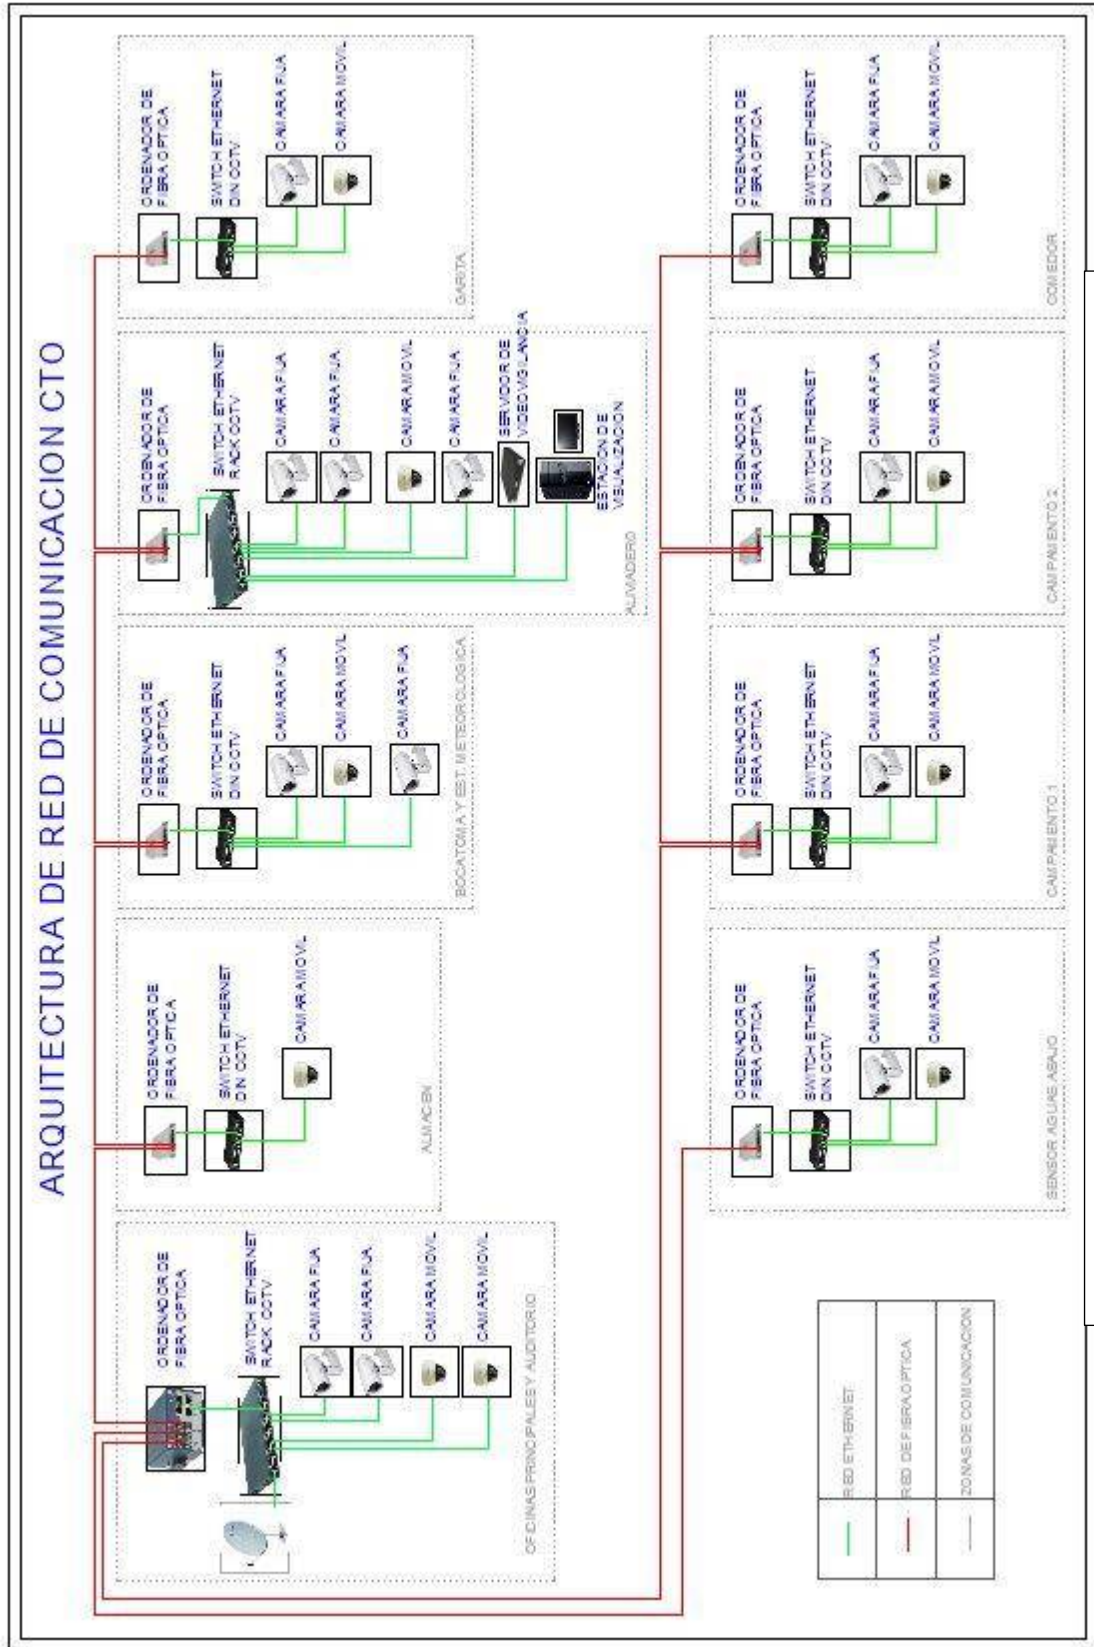 ARQUITECTURA DE RED DE COMUNICACION CTO
ORDENADOR DE
FIBRA OPTICA
SWITCH ETHERNET
RACK CCTV
CAMARA FIJA
CAMARA FIJA
CAMARA MOVIL
CAMARA MOVIL
OFICINAS PRINCIPALES Y AUDITORIO
ORDENADOR DE
FIBRA OPTICA
SWITCH ETHERNET
DIN CCTV
CAMARA MOVIL
ALMACEN
ORDENADOR DE
FIBRA OPTICA
SWITCH ETHERNET
DIN CCTV
CAMARA FIJA
CAMARA MOVIL
CAMARA FIJA
BOCATOMA Y EST. METEOROLOGICA
ORDENADOR DE
FIBRA OPTICA
SWITCH ETHERNET
RACK CCTV
CAMARA FIJA
CAMARA FIJA
CAMARA MOVIL
CAMARA FIJA
SERVIDOR DE
VIDEOVIGILANCIA
ESTACION DE
VISUALIZACION
ALIVIADERO
ORDENADOR DE
FIBRA OPTICA
SWITCH ETHERNET
DIN CCTV
CAMARA FIJA
CAMARA MOVIL
GARITA
ORDENADOR DE
FIBRA OPTICA
SWITCH ETHERNET
DIN CCTV
CAMARA FIJA
CAMARA MOVIL
SENSOR AGUAS ABAJO
ORDENADOR DE
FIBRA OPTICA
SWITCH ETHERNET
DIN CCTV
CAMARA FIJA
CAMARA MOVIL
CAMPAMENTO 1
ORDENADOR DE
FIBRA OPTICA
SWITCH ETHERNET
DIN CCTV
CAMARA FIJA
CAMARA MOVIL
CAMPAMENTO 2
ORDENADOR DE
FIBRA OPTICA
SWITCH ETHERNET
DIN CCTV
CAMARA FIJA
CAMARA MOVIL
COMEDOR
RED ETHERNET
RED DE FIBRA OPTICA
ZONAS DE COMUNICACION